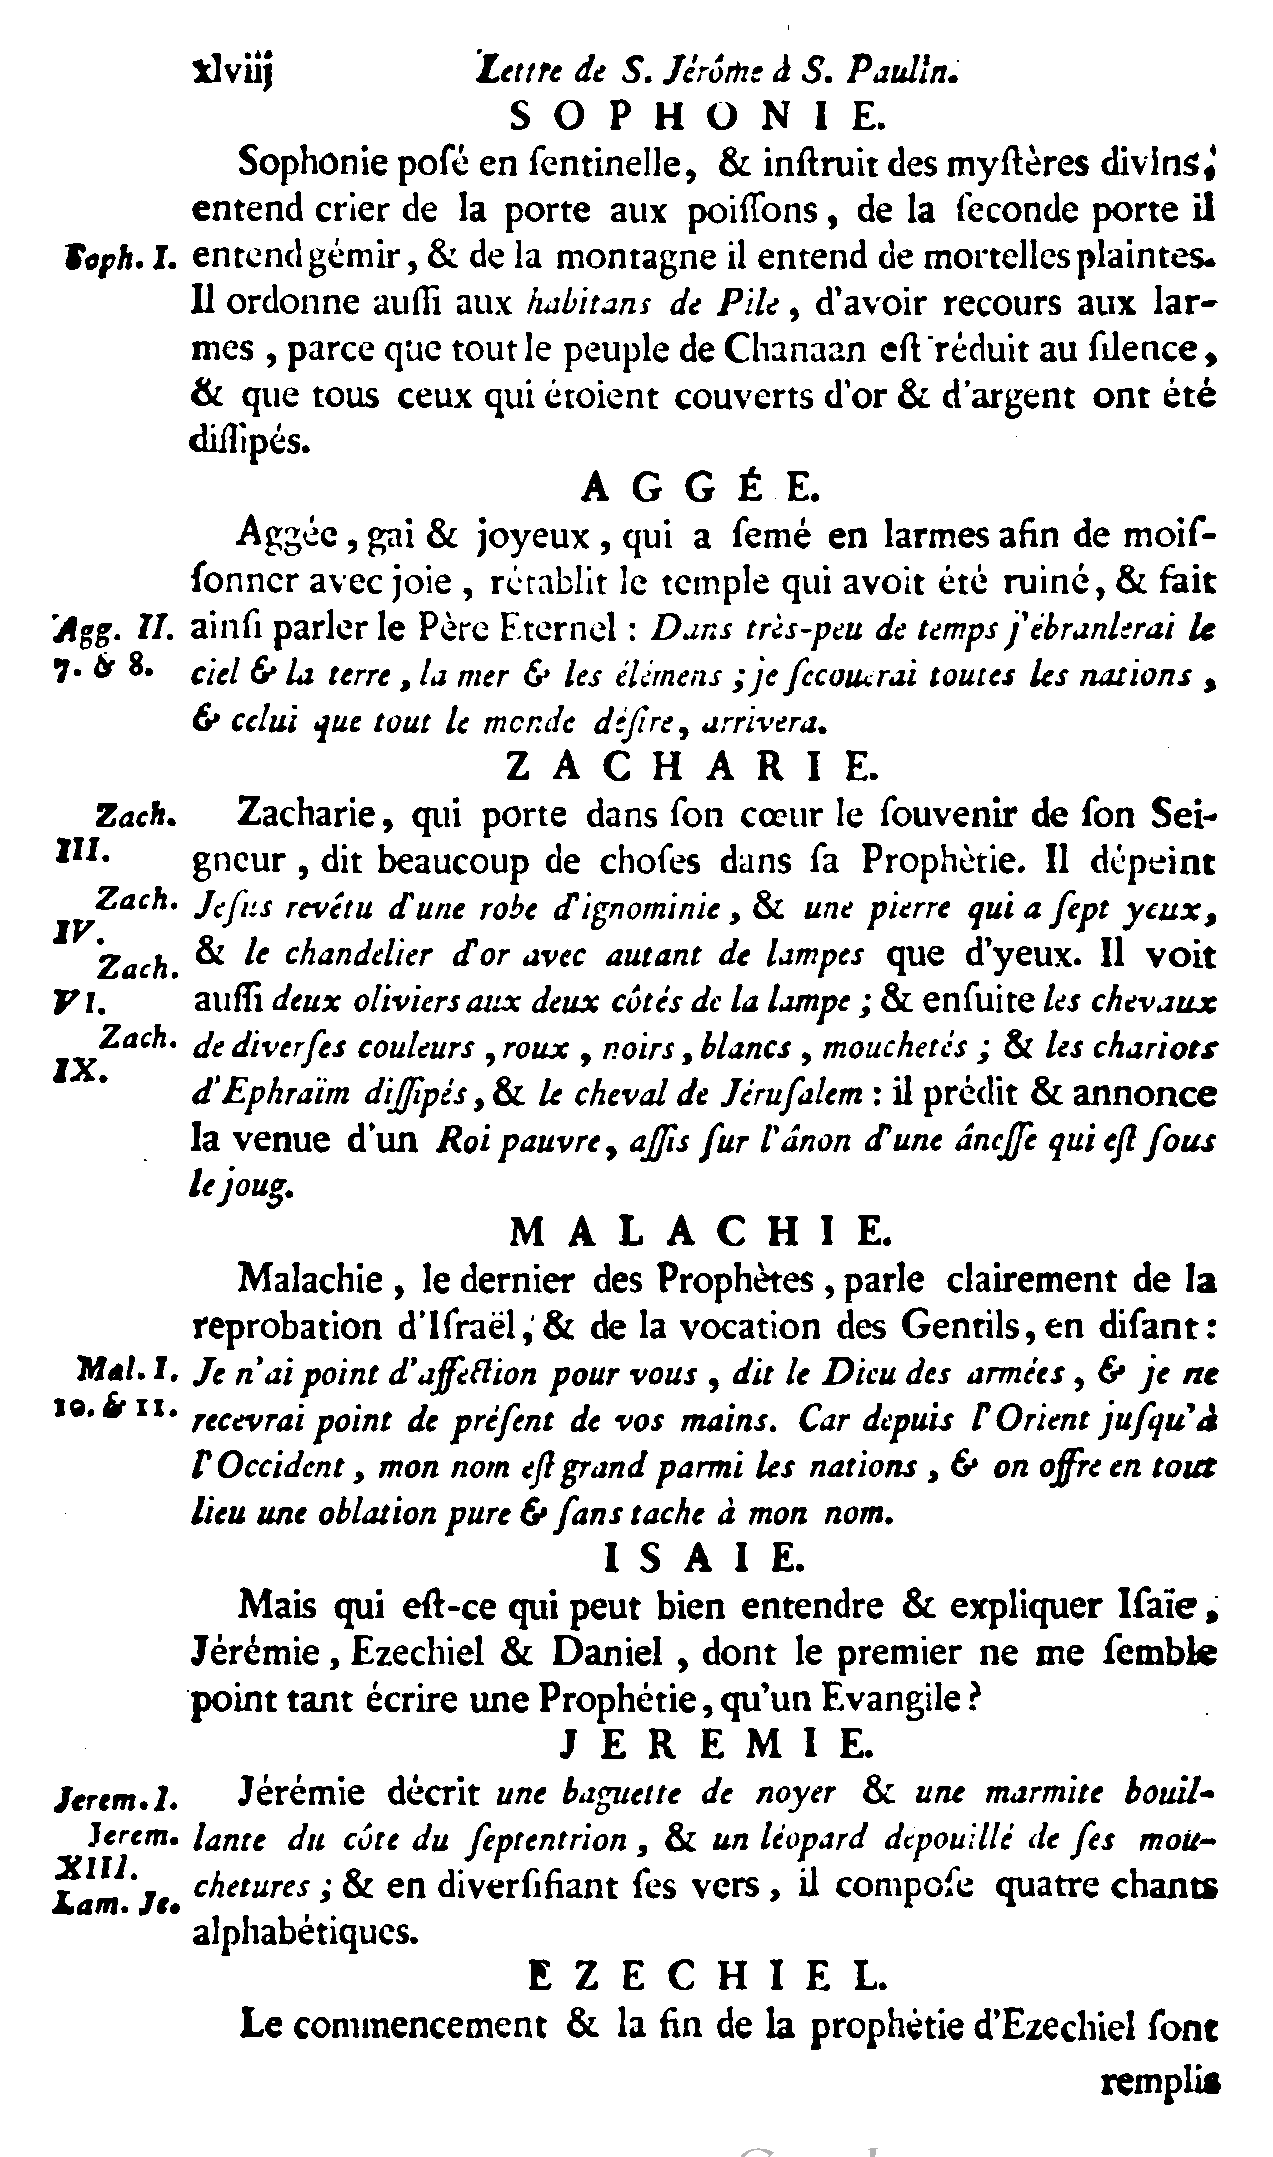 xlviij Lettre de S. Jérôme à S. Paulin.
SOPHONIE.
Sophonie poſé en ſentinelle, & inſtruit des myſtères divins;
entend crier de la porte aux poiſſons, de la ſeconde porte il
Soph. I. entend gémir, & de la montagne il entend de mortelles plaintes.
Il ordonne auſſi aux habitans de Pile, d'avoir recours aux lar-
mes, parce que tout le peuple de Chanaan eſt réduit au ſilence,
& que tous ceux qui étoient couverts d'or & d'argent ont été
diſſipés.
AGGÉE.
Aggée, gai & joyeux, qui a ſemé en larmes afin de moiſ-
ſonner avec joie, rétablit le temple qui avoit été ruiné, & fait
Agg. II. ainſi parler le Père Eternel : Dans très-peu de temps j'ébranlerai le
7. & 8. ciel & la terre, la mer & les élémens ; je ſecouerai toutes les nations,
& celui que tout le monde déſire, arrivera.
ZACHARIE.
Zach. Zacharie, qui porte dans ſon cœur le ſouvenir de ſon Sei-
III. gneur, dit beaucoup de choſes dans ſa Prophètie. Il dépeint
Zach. Jeſus revêtu d'une robe d'ignominie, & une pierre qui a ſept yeux,
IV.
Zach. & le chandelier d'or avec autant de lampes que d'yeux. Il voit
VI. auſſi deux oliviers aux deux côtés de la lampe ; & enſuite les chevaux
Zach. de diverſes couleurs, roux, noirs, blancs, mouchetés ; & les chariots
IX.
d'Ephraïm diſſipés, & le cheval de Jéruſalem : il prédit & annonce
la venue d'un Roi pauvre, aſſis ſur l'ânon d'une âneſſe qui eſt ſous
le joug.
MALACHIE.
Malachie, le dernier des Prophètes, parle clairement de la
reprobation d'Iſraël, & de la vocation des Gentils, en diſant :
Mal. I. Je n'ai point d'affection pour vous, dit le Dieu des armées, & je ne
10. & 11. recevrai point de préſent de vos mains. Car depuis l'Orient juſqu'à
l'Occident, mon nom eſt grand parmi les nations, & on offre en tout
lieu une oblation pure & ſans tache à mon nom.
ISAIE.
Mais qui eſt-ce qui peut bien entendre & expliquer Iſaïe,
Jérémie, Ezechiel & Daniel, dont le premier ne me ſemble
point tant écrire une Prophétie, qu'un Evangile ?
JEREMIE.
Jerem. I. Jérémie décrit une baguette de noyer & une marmite bouil-
Jerem. lante du côte du ſeptentrion, & un léopard dépouillé de ſes mou-
XIII.
Lam. Je. chetures ; & en diverſifiant ſes vers, il compoſe quatre chants
alphabétiques.
EZECHIEL.
Le commencement & la fin de la prophétie d'Ezechiel ſont
remplis